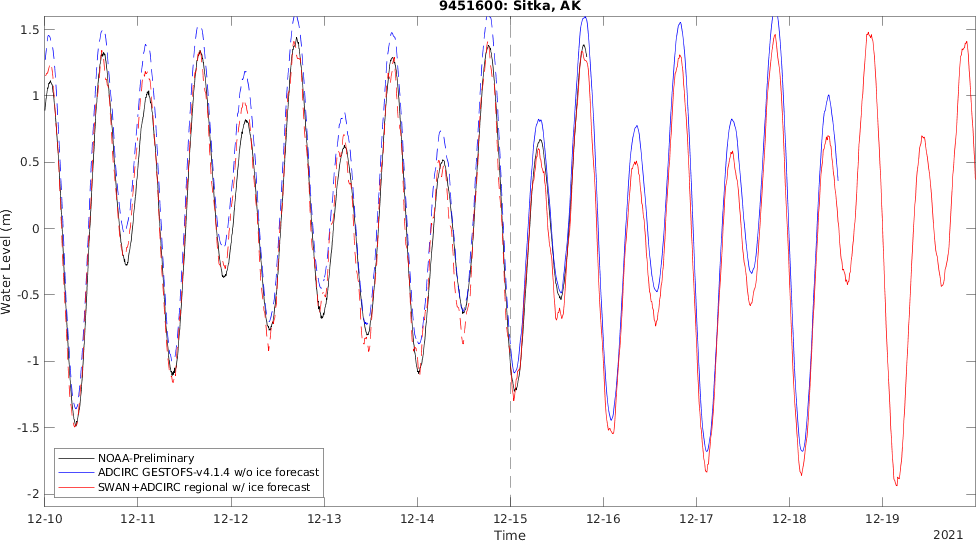 9451600: Sitka, AK
Water Level (m)
1.5
1
0.5
0
-0.5
-1
-1.5
-2
NOAA-Preliminary
ADCIRC GESTOFS-v4.1.4 w/o ice forecast
SWAN+ADCIRC regional w/ ice forecast
12-10 12-11 12-12 12-13 12-14 12-15 12-16 12-17 12-18 12-19
Time
2021